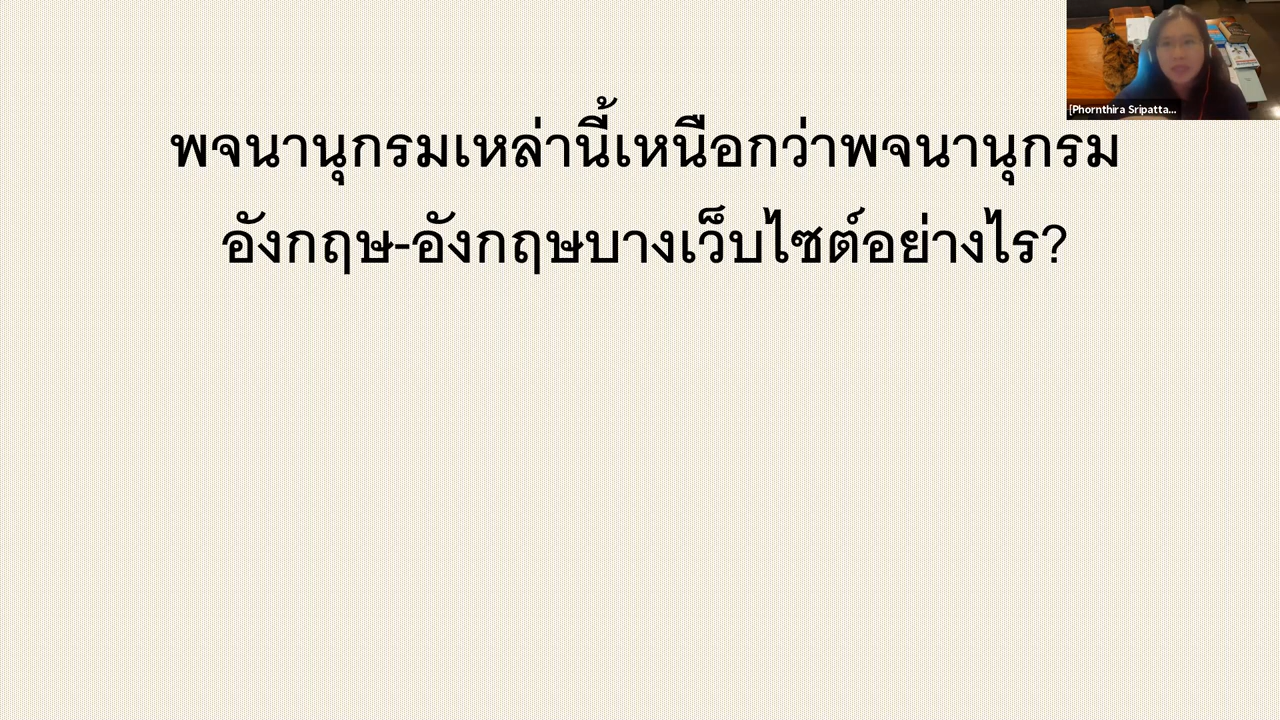 {Phornthira Sripatta...
พจนานุกรมเหล่านี้เหนือกว่าพจนานุกรม
อังกฤษ-อังกฤษบางเว็บไซต์อย่างไร?